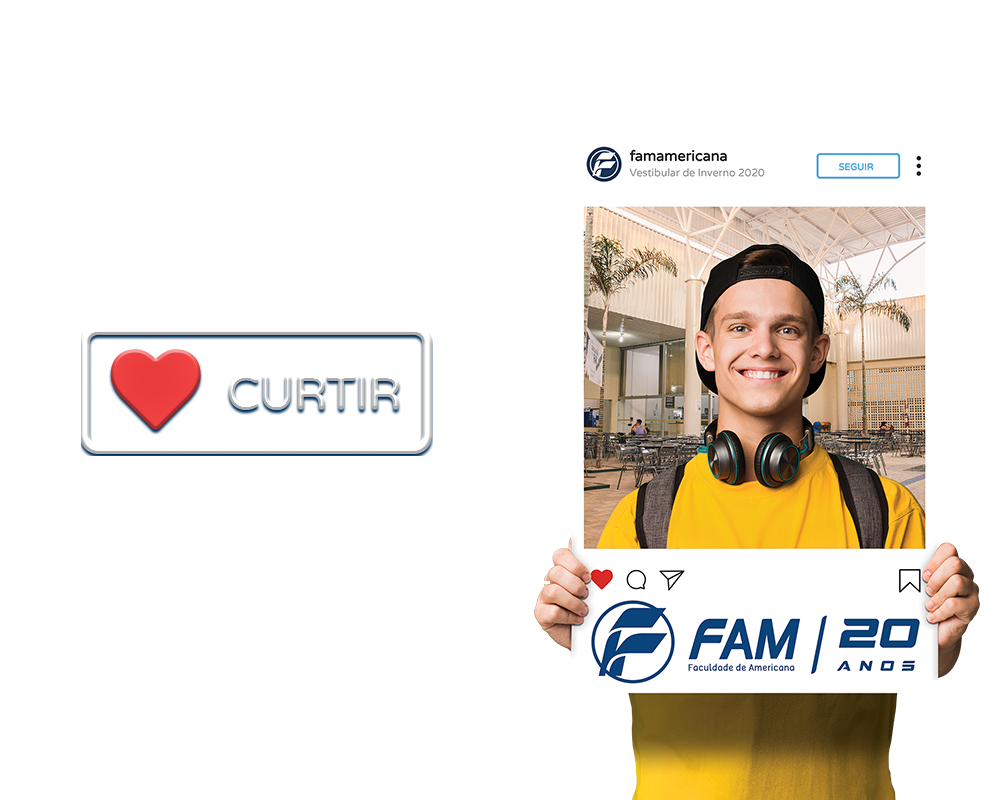 CURTIR
famamericana
Vestibular de Inverno 2020
SEGUIR
FAM
Faculdade de Americana
20
ANOS